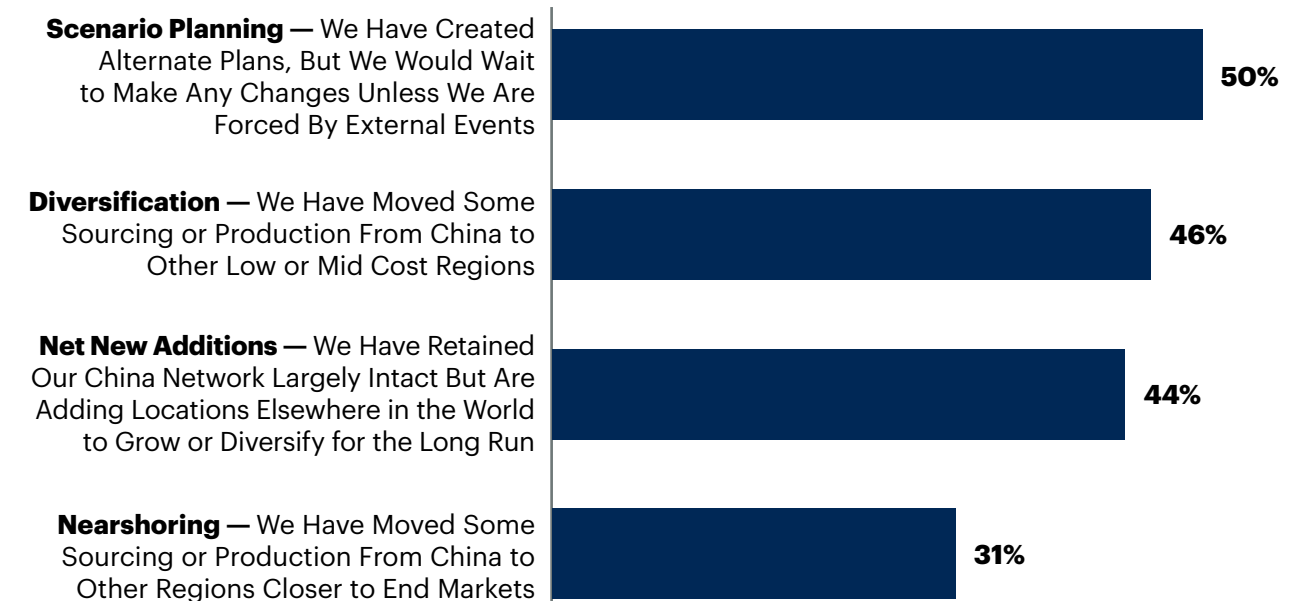 Scenario Planning — We Have Created
Alternate Plans, But We Would Wait
to Make Any Changes Unless We Are
Forced By External Events
50%
Diversification — We Have Moved Some
Sourcing or Production From China to
Other Low or Mid Cost Regions
46%
Net New Additions — We Have Retained
Our China Network Largely Intact But Are
Adding Locations Elsewhere in the World
to Grow or Diversify for the Long Run
44%
Nearshoring — We Have Moved Some
Sourcing or Production From China to
Other Regions Closer to End Markets
31%